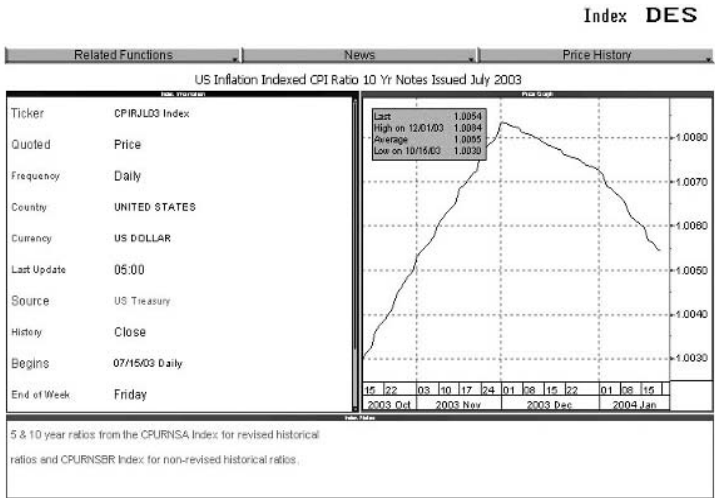 Index DES
Related Functions News Price History
US Inflation Indexed CPI Ratio 10 Yr Notes Issued July 2003
Index Information
Price Graph
Ticker CPIRJL03 Index
Quoted Price
Frequency Daily
Country UNITED STATES
Currency US DOLLAR
Last Update 05:00
Source US Treasury
History Close
Begins 07/15/03 Daily
End of Week Friday
Last 1.0054
High on 12/01/03 1.0084
Average 1.0065
Low on 10/15/03 1.0030
1.0080
1.0070
1.0060
1.0050
1.0040
1.0030
15 22 03 10 17 24 01 08 15 22 01 08 15
2003 Oct 2003 Nov 2003 Dec 2004 Jan
Index Notes
5 & 10 year ratios from the CPURNSA Index for revised historical
ratios and CPURNSBR Index for non-revised historical ratios.